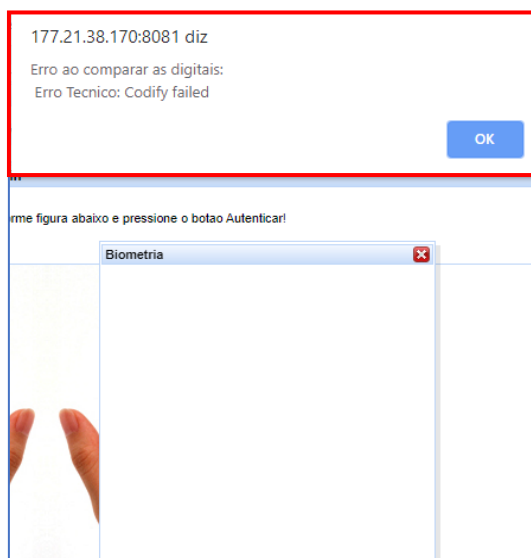 177.21.38.170:8081 diz
Erro ao comparar as digitais:
Erro Tecnico: Codify failed
OK
orme figura abaixo e pressione o botao Autenticar!
Biometria